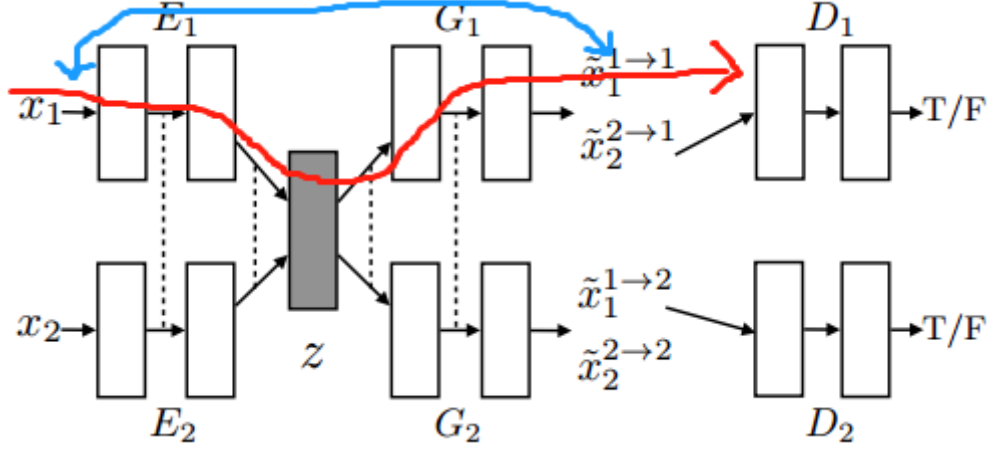 E₁ G₁ D₁
x₁ x̃₁^{1→1} T/F
x̃₂^{2→1}
z
x₂ x̃₁^{1→2} T/F
x̃₂^{2→2}
E₂ G₂ D₂